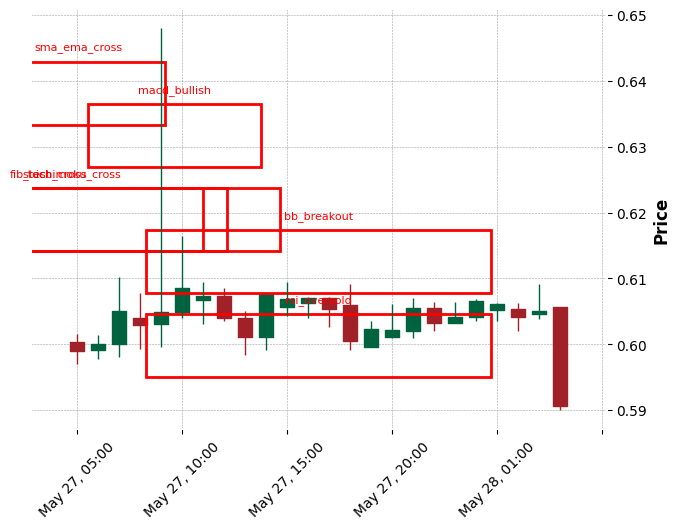 0.65
sma_ema_cross
0.64
macd_bullish
0.63
0.62
bb_breakout
0.61
0.60
0.59
Price
May 27, 05:00
May 27, 10:00
May 27, 15:00
May 27, 20:00
May 28, 01:00